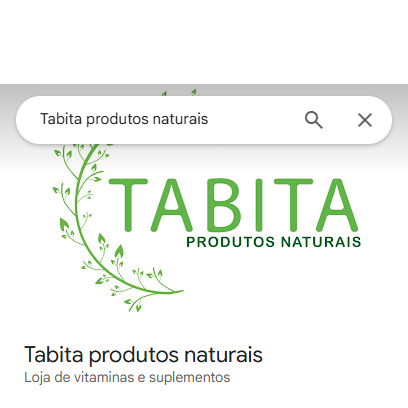 Tabita produtos naturais
TABITA
PRODUTOS NATURAIS
Tabita produtos naturais
Loja de vitaminas e suplementos